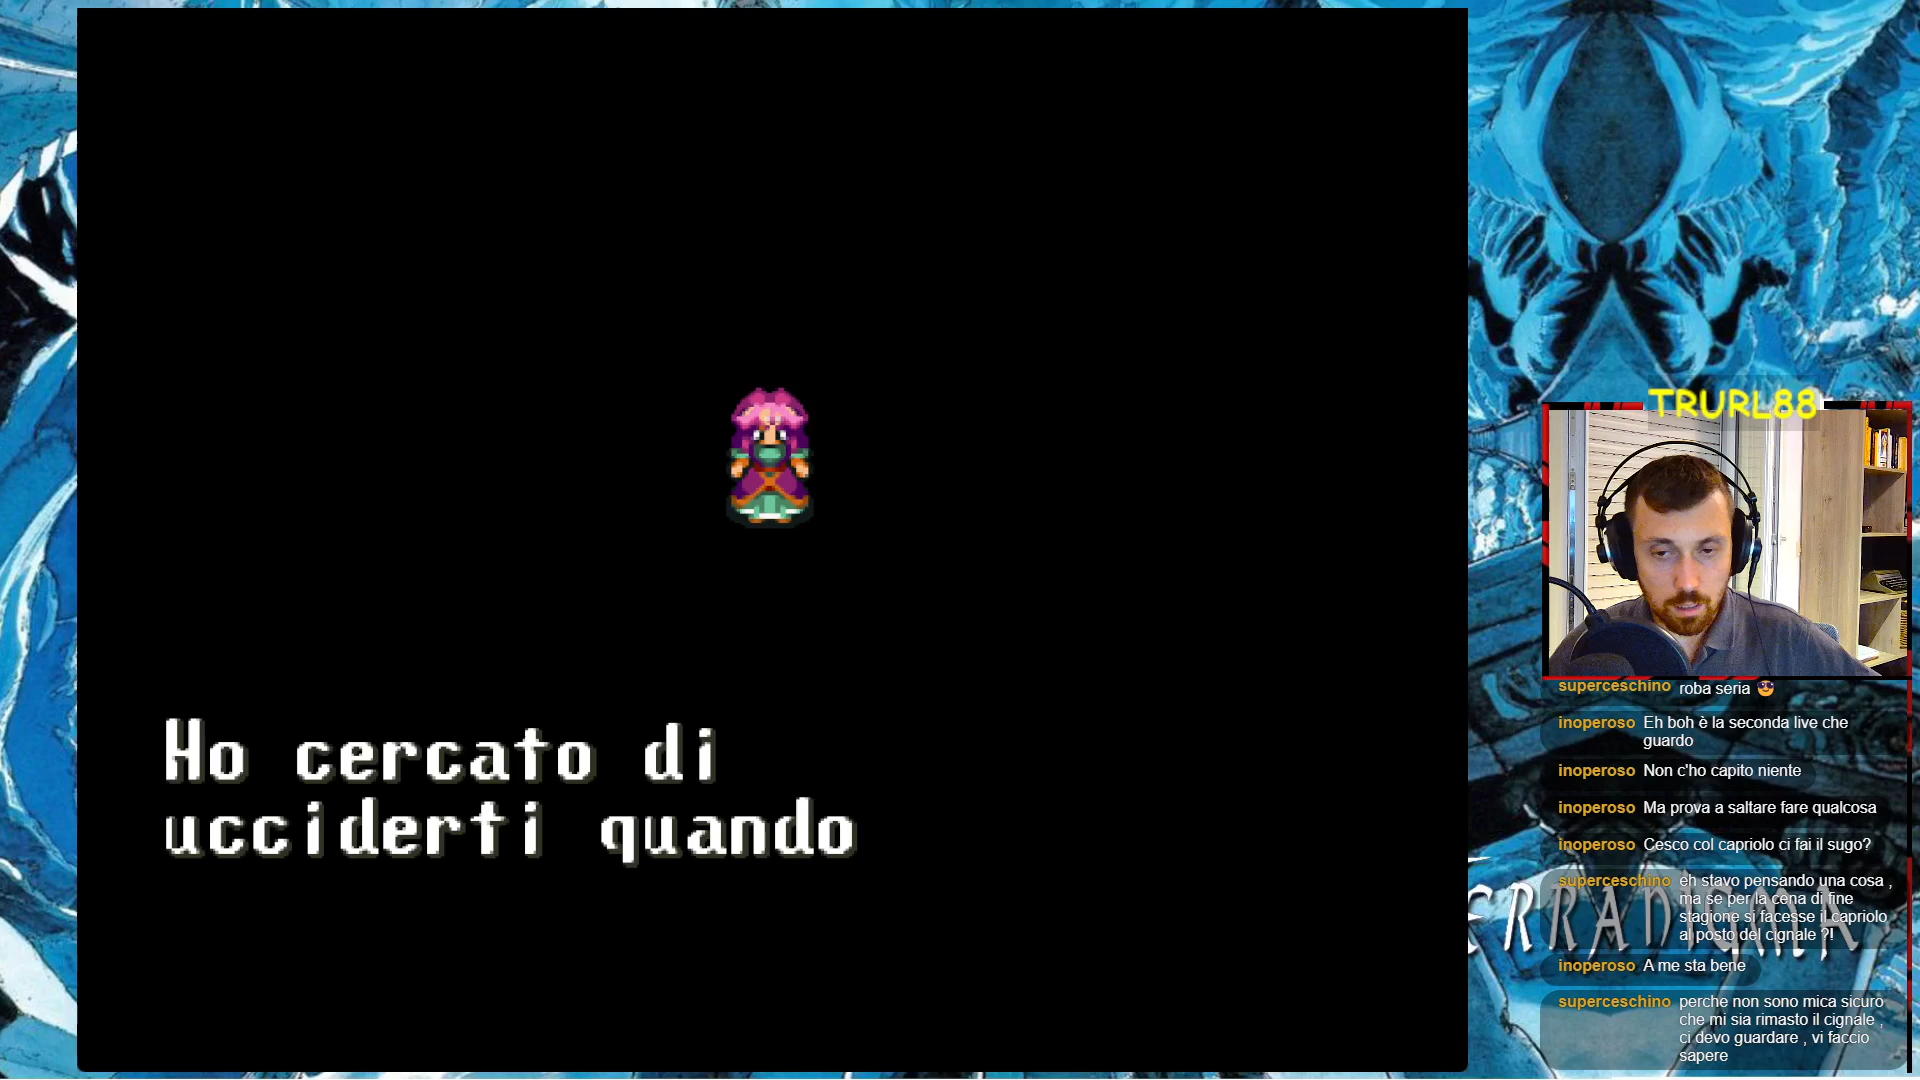 Ho cercato di
ucciderti quando
TRURL88
superceschino roba seria
inoperoso Eh boh è la seconda live che
guardo
inoperoso Non c'ho capito niente
inoperoso Ma prova a saltare fare qualcosa
inoperoso Cesco col capriolo ci fai il sugo?
superceschino eh stavo pensando una cosa ,
ma se per la cena di fine
stagione si facesse il capriolo
al posto del cignale ?!
inoperoso A me sta bene
superceschino perche non sono mica sicuro
che mi sia rimasto il cignale ,
ci devo guardare , vi faccio
sapere
ERRANIGMA